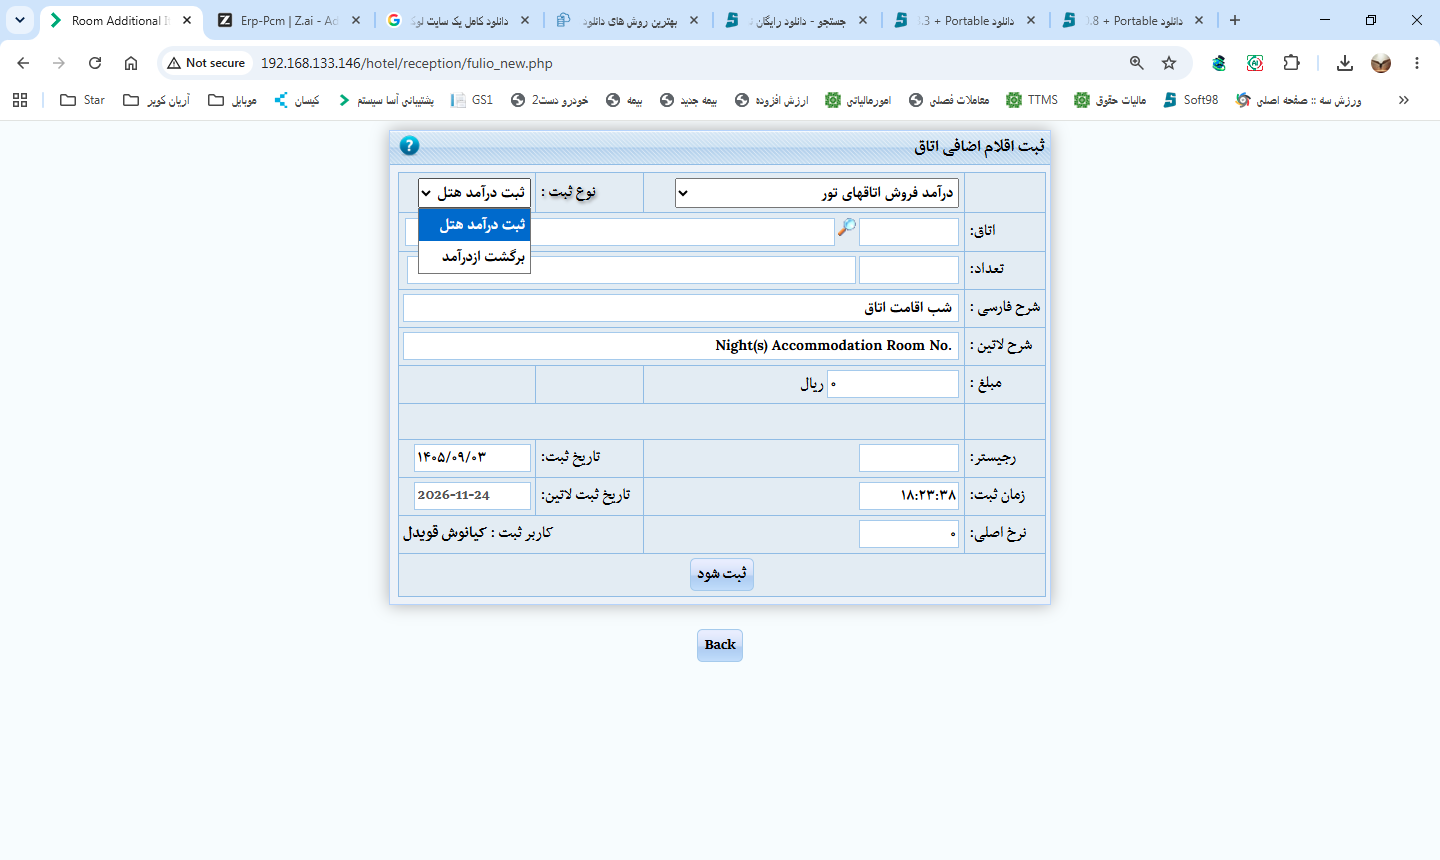 Room Additional It
Erp-Pcm | Z.ai - Ad
دانلود کامل یک سایت
بهترین روش های دانلود
جستجو - دانلود رایگان
دانلود 3 + Portable
دانلود 0.8 + Portable
Not secure
192.168.133.146/hotel/reception/fulio_new.php
Star
آریان کویر
موبایل
کیسان
پشتیبانی آسا سیستم
GS1
خودرو دست2
بیمه
بیمه جدید
ارزش افزوده
امورمالیاتی
معاملات فصلی
TTMS
مالیات حقوق
Soft98
ورزش سه :: صفحه اصلی
ثبت اقلام اضافی اتاق
درآمد فروش اتاقهای تور
نوع ثبت :
ثبت درآمد هتل
ثبت درآمد هتل
برگشت ازدرآمد
اتاق:
تعداد:
شرح فارسی :
شب اقامت اتاق
شرح لاتین :
Night(s) Accommodation Room No.
مبلغ :
۰ ریال
رجیستر:
تاریخ ثبت:
۱۴۰۵/۰۹/۰۳
زمان ثبت:
۱۸:۲۳:۳۸
تاریخ ثبت لاتین:
2026-11-24
نرخ اصلی:
۰
کاربر ثبت : کیانوش قویدل
ثبت شود
Back